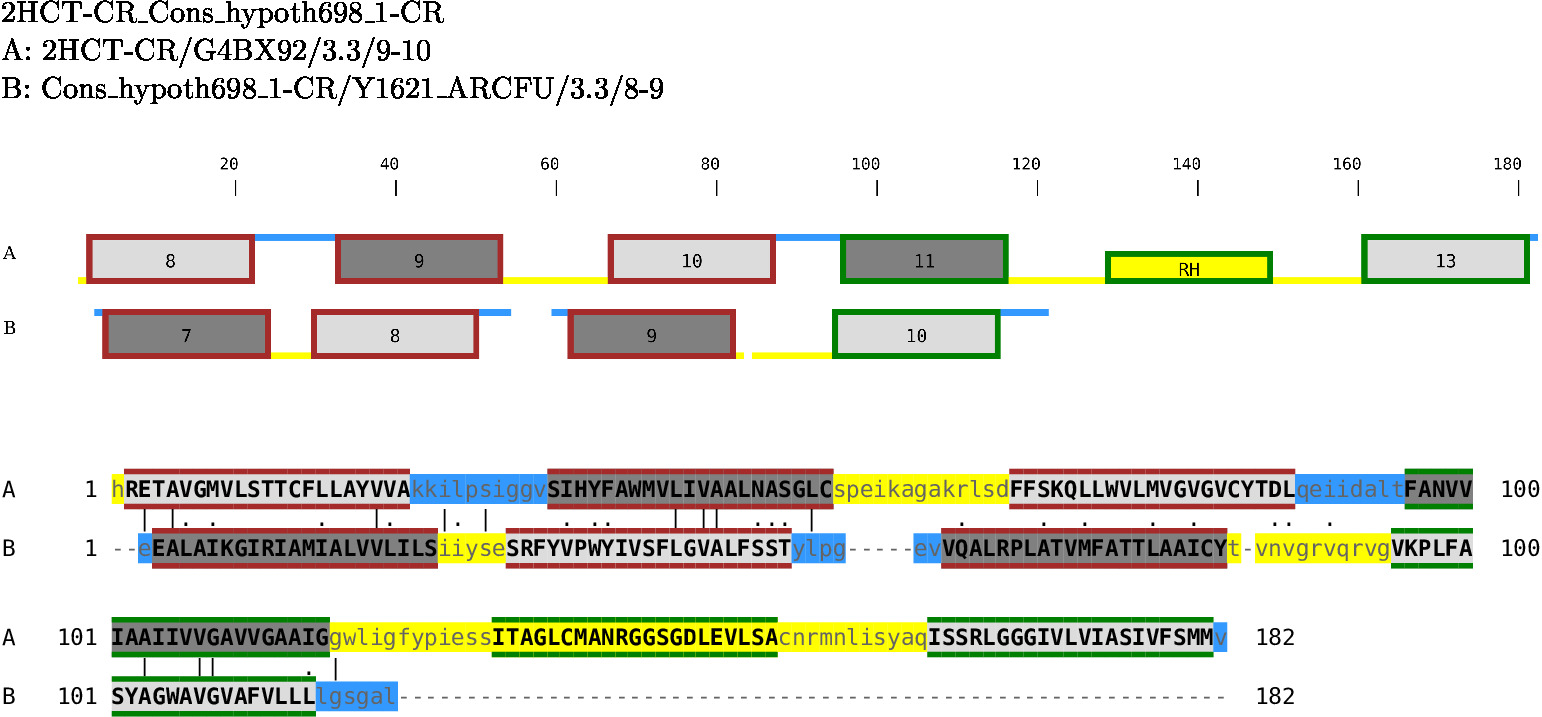 2HCT-CR_Cons_hypoth698_1-CR
A: 2HCT-CR/G4BX92/3.3/9-10
B: Cons_hypoth698_1-CR/Y1621_ARCFU/3.3/8-9
20 40 60 80 100 120 140 160 180
A 8 9 10 11 RH 13
B 7 8 9 10
A 1 hRETAVGMVLSTTCFLLAYVVAkkilpsiggvSIHYFAWMVLIVAALNASGLCspeikagakrlsdFFSKQLLWVLMVGVGVCYTDLqeiidaltFANVV 100
B 1 --eEALAIKGIRIAMIALVVLILSiiyseSRFYVPWYIVSFLGVALFSSTylpg-----evVQALRPLATVMFATTLAAICYt-vnvgrvqrvgVKPLFA 100
A 101 IAAIIVVGAVVGAAIGgwligfypiessITAGLCMANRGGSGDLEVLSAcnrmnlisyaqISSRLGGGIVLVIASIVFSMMv 182
B 101 SYAGWAVGVAFVLLLlgsgal------------------------------------------------------------- 182